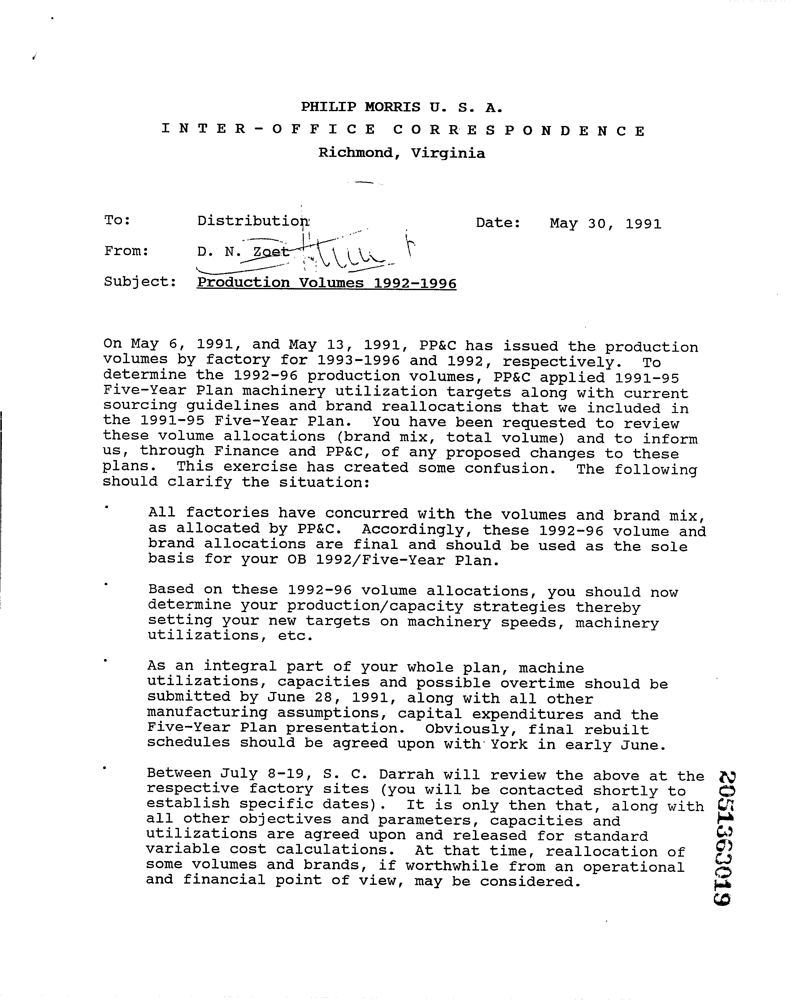 PHILIP MORRIS U. S. A.
INTER-OFFICE CORRESPONDENCE
Richmond, Virginia
To: Distribution Date: May 30, 1991
From: D. N. Zoet
Subject: Production Volumes 1992-1996
On May 6, 1991, and May 13, 1991, PP&C has issued the production
volumes by factory for 1993-1996 and 1992, respectively. To
determine the 1992-96 production volumes, PP&C applied 1991-95
Five-Year Plan machinery utilization targets along with current
sourcing guidelines and brand reallocations that we included in
the 1991-95 Five-Year Plan. You have been requested to review
these volume allocations (brand mix, total volume) and to inform
us, through Finance and PP&C, of any proposed changes to these
plans. This exercise has created some confusion. The following
should clarify the situation:
· All factories have concurred with the volumes and brand mix,
as allocated by PP&C. Accordingly, these 1992-96 volume and
brand allocations are final and should be used as the sole
basis for your OB 1992/Five-Year Plan.
· Based on these 1992-96 volume allocations, you should now
determine your production/capacity strategies thereby
setting your new targets on machinery speeds, machinery
utilizations, etc.
· As an integral part of your whole plan, machine
utilizations, capacities and possible overtime should be
submitted by June 28, 1991, along with all other
manufacturing assumptions, capital expenditures and the
Five-Year Plan presentation. Obviously, final rebuilt
schedules should be agreed upon with York in early June.
· Between July 8-19, S. C. Darrah will review the above at the
respective factory sites (you will be contacted shortly to
establish specific dates). It is only then that, along with
all other objectives and parameters, capacities and
utilizations are agreed upon and released for standard
variable cost calculations. At that time, reallocation of
some volumes and brands, if worthwhile from an operational
and financial point of view, may be considered.
2051363019